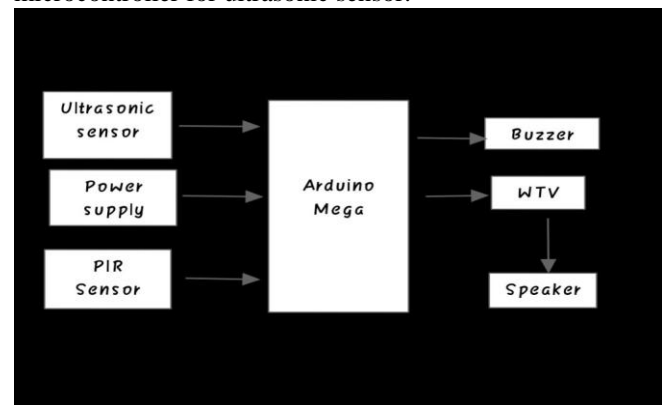 Ultrasonic
sensor
Power
supply
PIR
Sensor
Arduino
Mega
Buzzer
WTV
Speaker